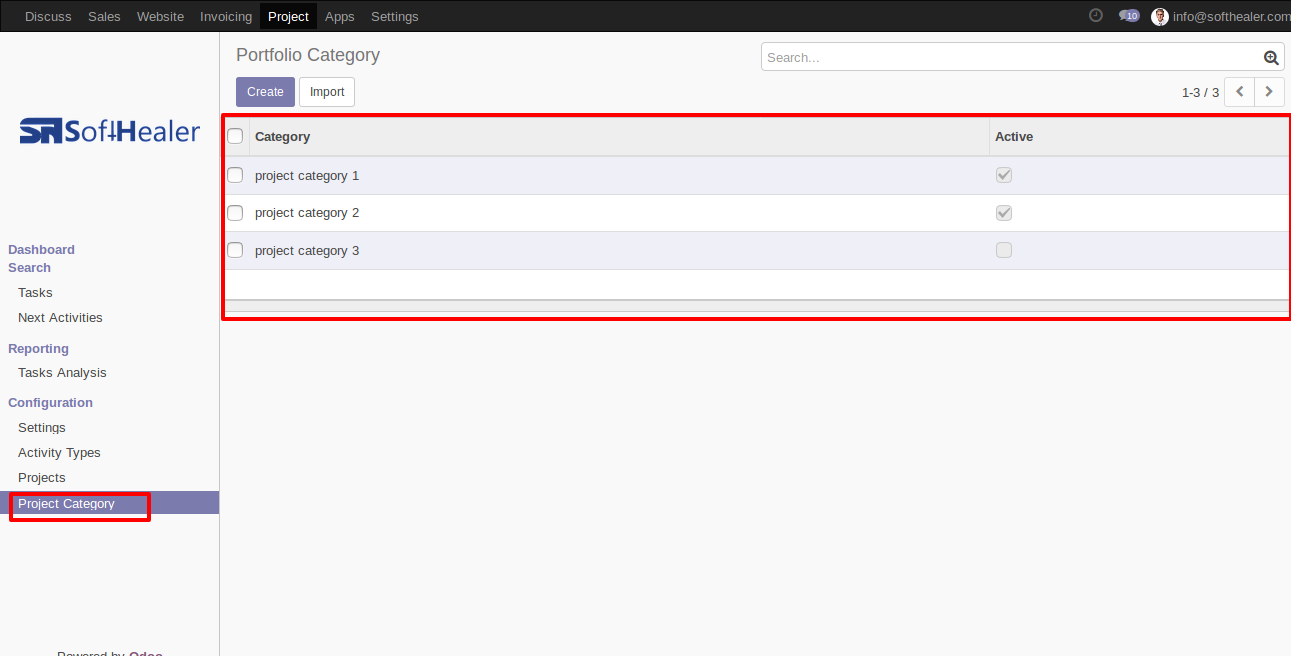 Discuss Sales Website Invoicing Project Apps Settings 10 info@softhealer.com
Portfolio Category
Search...
Create Import
1-3 / 3
SoftHealer
Category Active
project category 1
project category 2
project category 3
Dashboard
Search
Tasks
Next Activities
Reporting
Tasks Analysis
Configuration
Settings
Activity Types
Projects
Project Category
Powered by Odoo